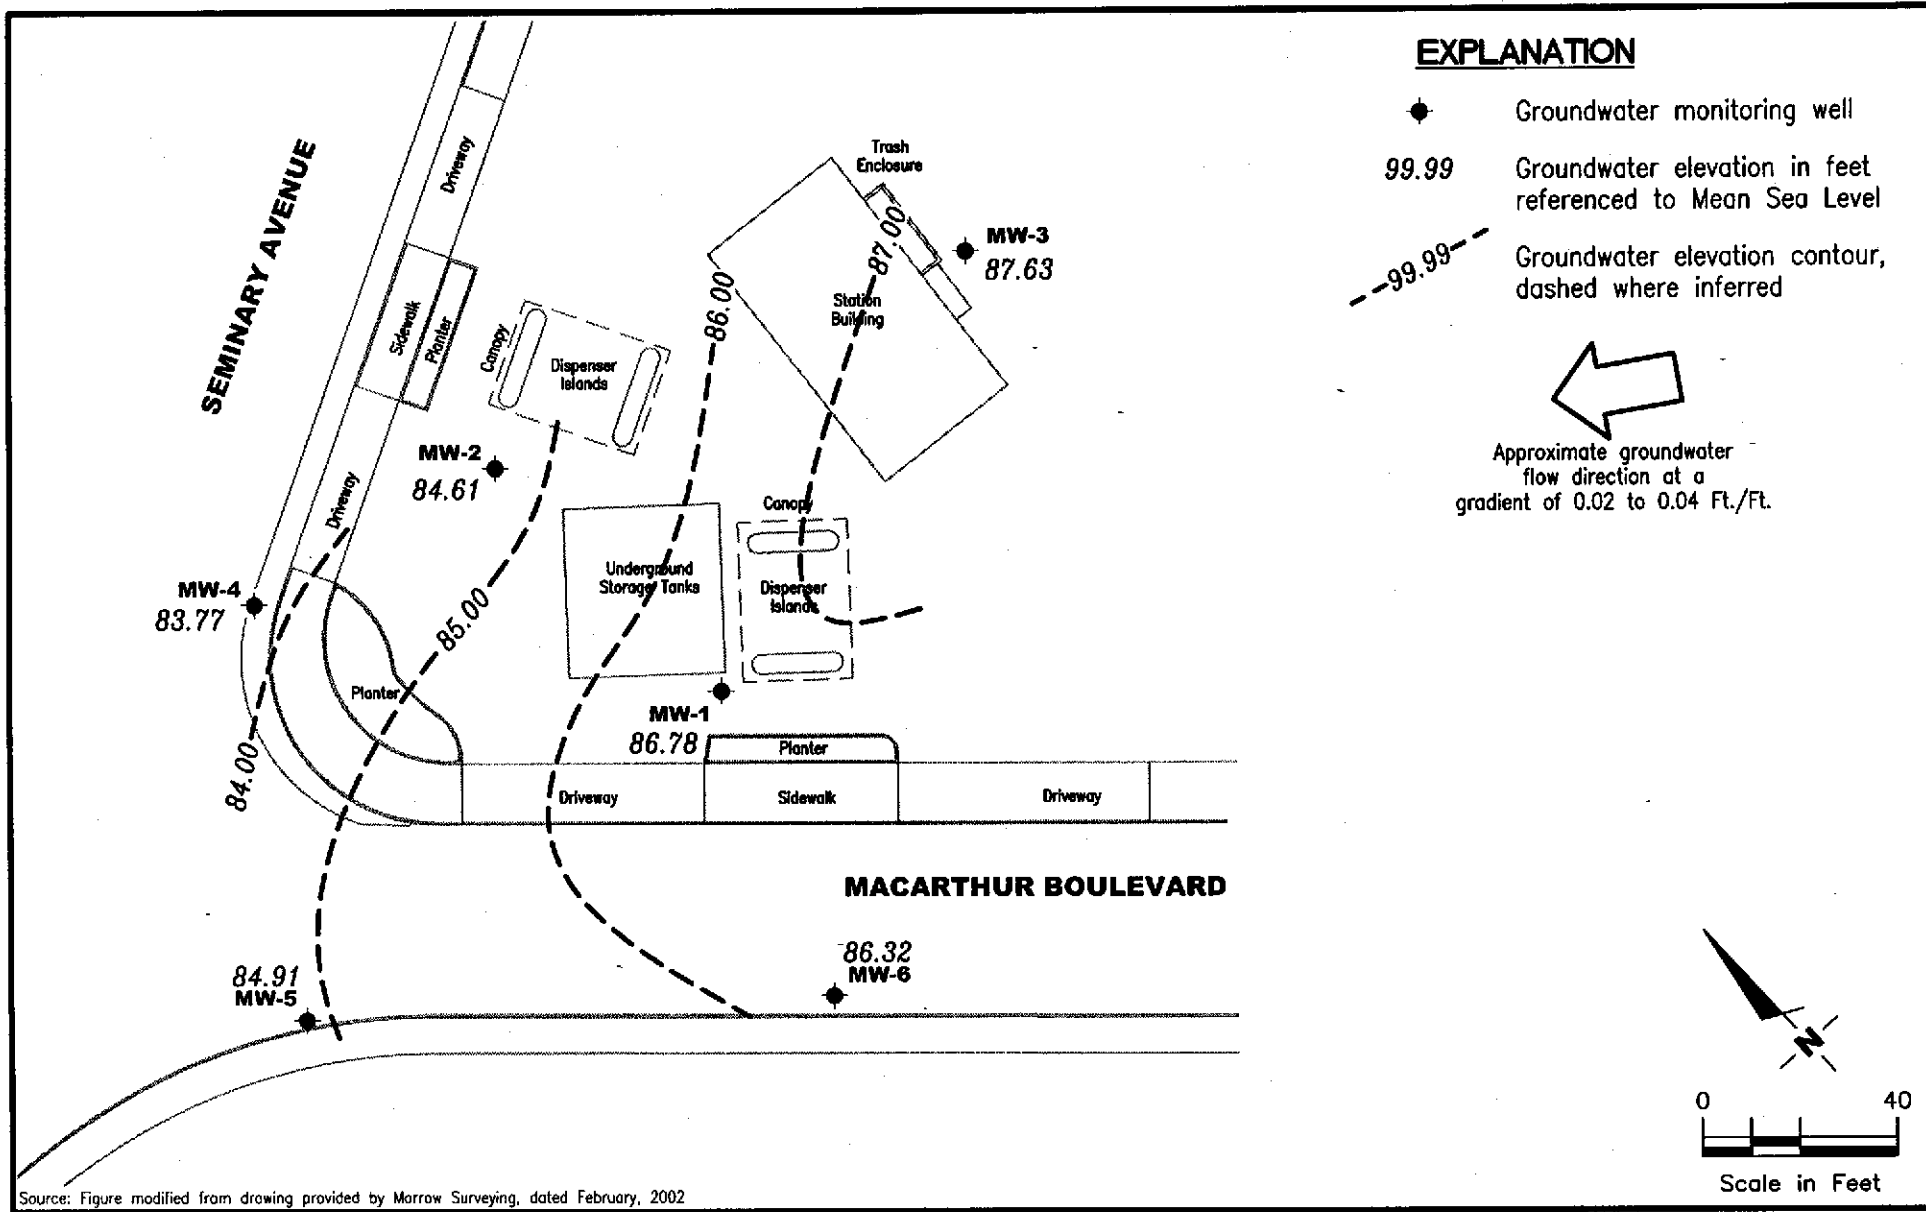 EXPLANATION
Groundwater monitoring well
99.99
Groundwater elevation in feet
referenced to Mean Sea Level
99.99
Groundwater elevation contour,
dashed where inferred
Approximate groundwater
flow direction at a
gradient of 0.02 to 0.04 Ft./Ft.
SEMINARY AVENUE
Driveway
Sidewalk
Planter
Driveway
Canopy
Dispenser
Islands
Trash
Enclosure
87.00
MW-3
87.63
Station
Building
86.00
MW-2
84.61
Canopy
Underground
Storage Tanks
Dispenser
Islands
MW-4
83.77
85.00
Planter
MW-1
86.78
84.00
Planter
Driveway
Sidewalk
Driveway
MACARTHUR BOULEVARD
84.91
MW-5
86.32
MW-6
N
0 40
Scale in Feet
Source: Figure modified from drawing provided by Morrow Surveying, dated February, 2002